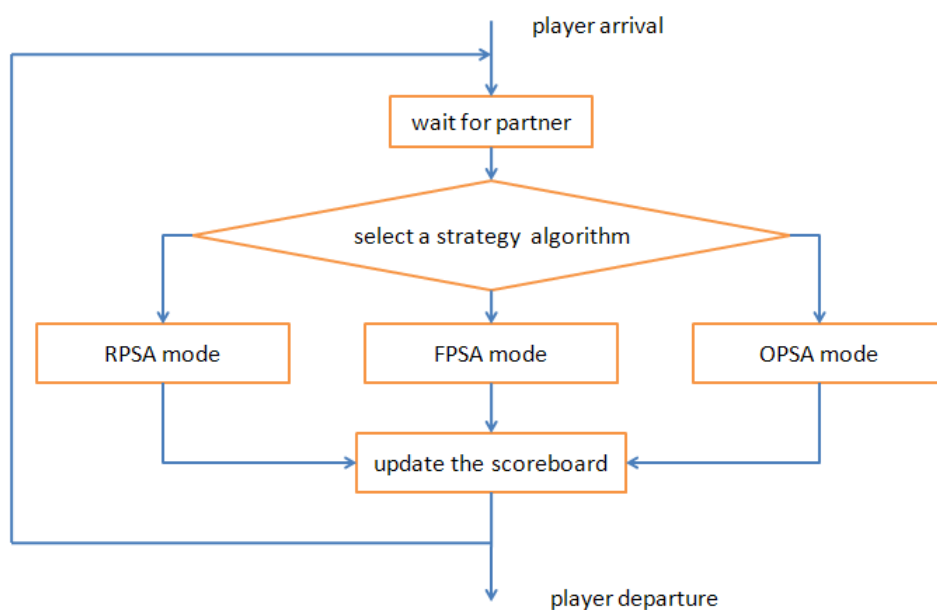 player arrival
wait for partner
select a strategy algorithm
RPSA mode
FPSA mode
OPSA mode
update the scoreboard
player departure